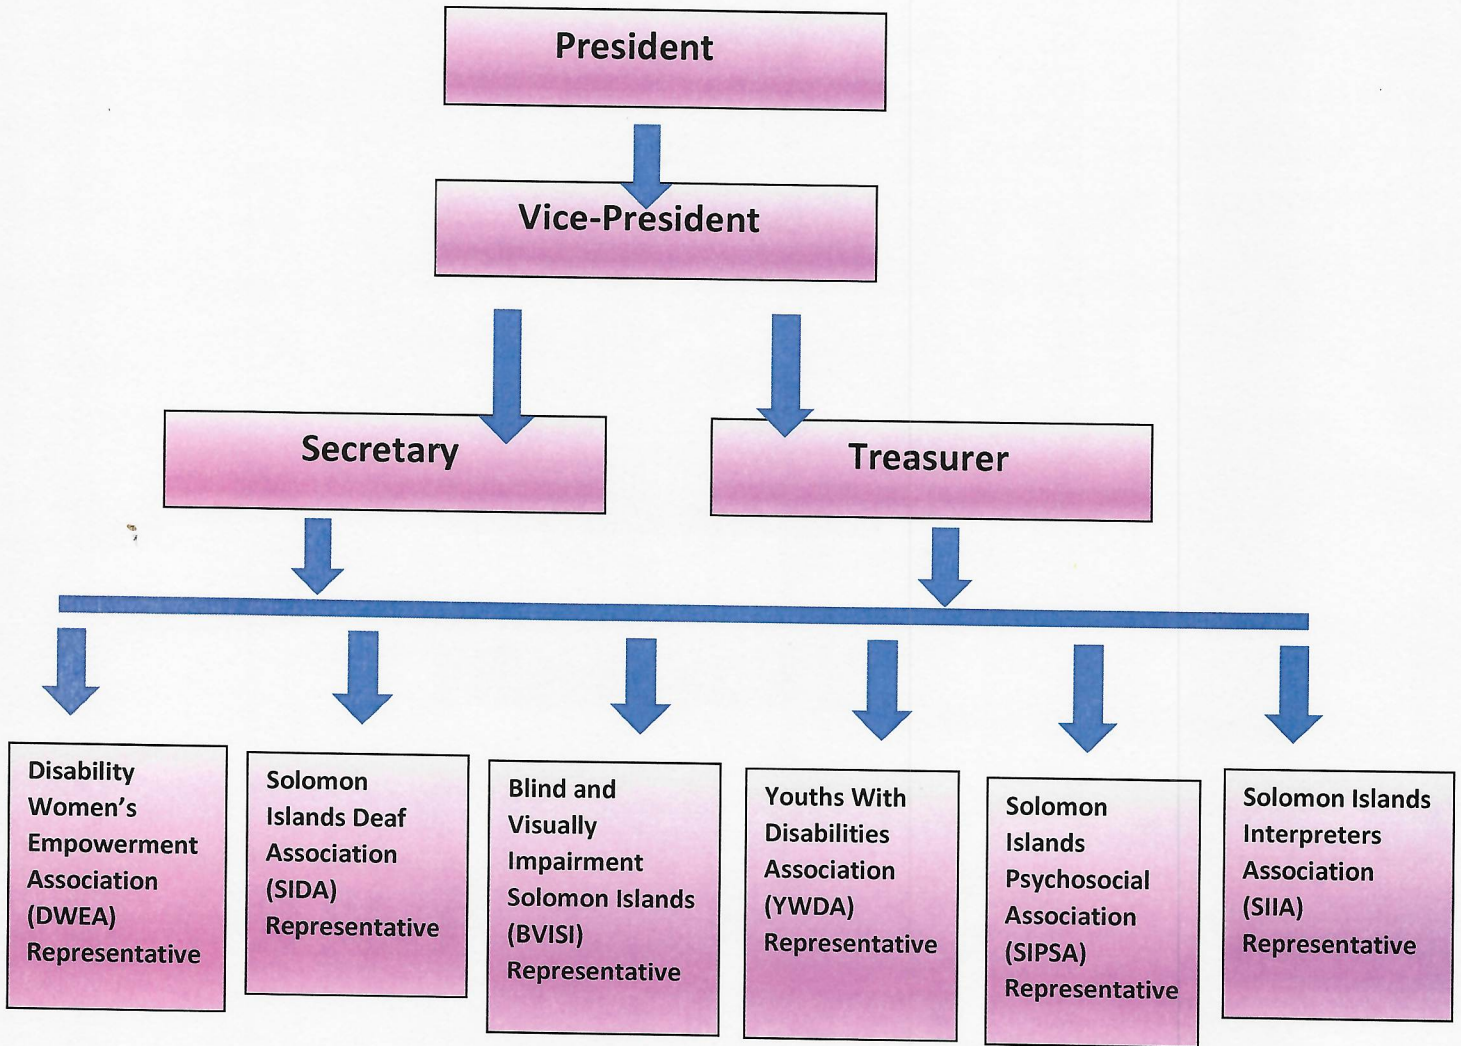 President
Vice-President
Secretary
Treasurer
Disability
Women's
Empowerment
Association
(DWEA)
Representative
Solomon
Islands Deaf
Association
(SIDA)
Representative
Blind and
Visually
Impairment
Solomon Islands
(BVISI)
Representative
Youths With
Disabilities
Association
(YWDA)
Representative
Solomon
Islands
Psychosocial
Association
(SIPSA)
Representative
Solomon Islands
Interpreters
Association
(SIIA)
Representative